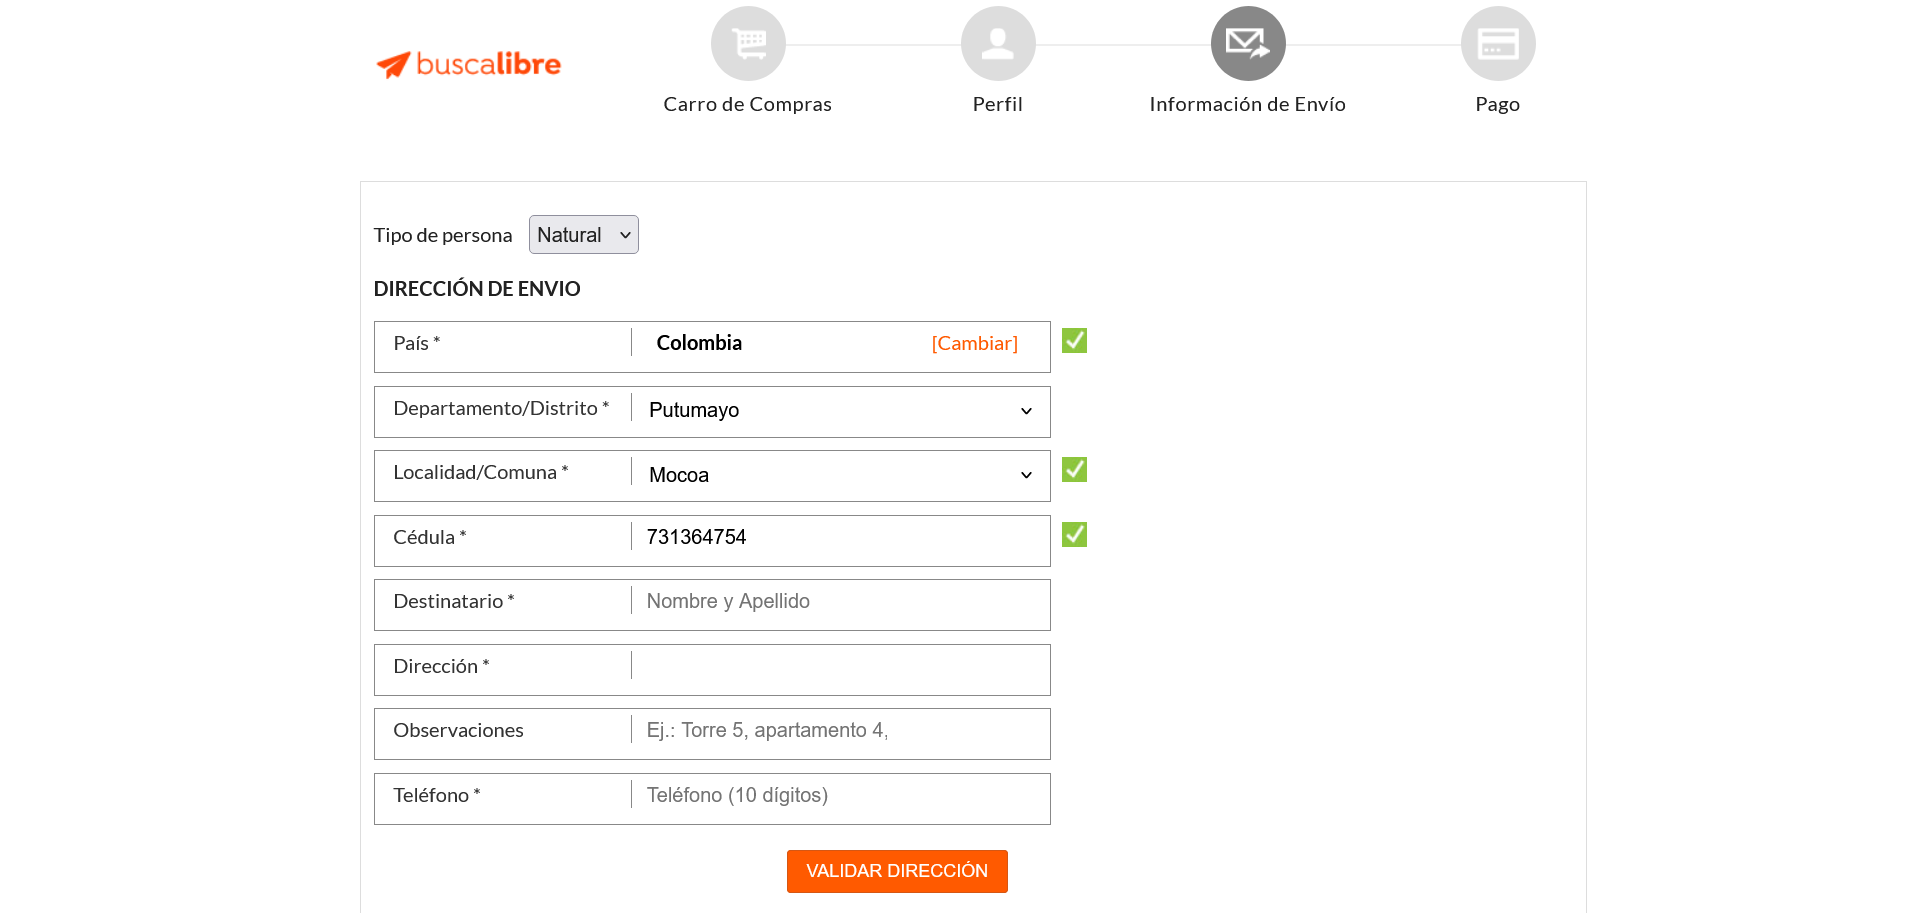 buscalibre
Carro de Compras
Perfil
Información de Envío
Pago
Tipo de persona Natural
DIRECCIÓN DE ENVIO
País * Colombia [Cambiar]
Departamento/Distrito * Putumayo
Localidad/Comuna * Mocoa
Cédula * 731364754
Destinatario * Nombre y Apellido
Dirección *
Observaciones Ej.: Torre 5, apartamento 4,
Teléfono * Teléfono (10 dígitos)
VALIDAR DIRECCIÓN